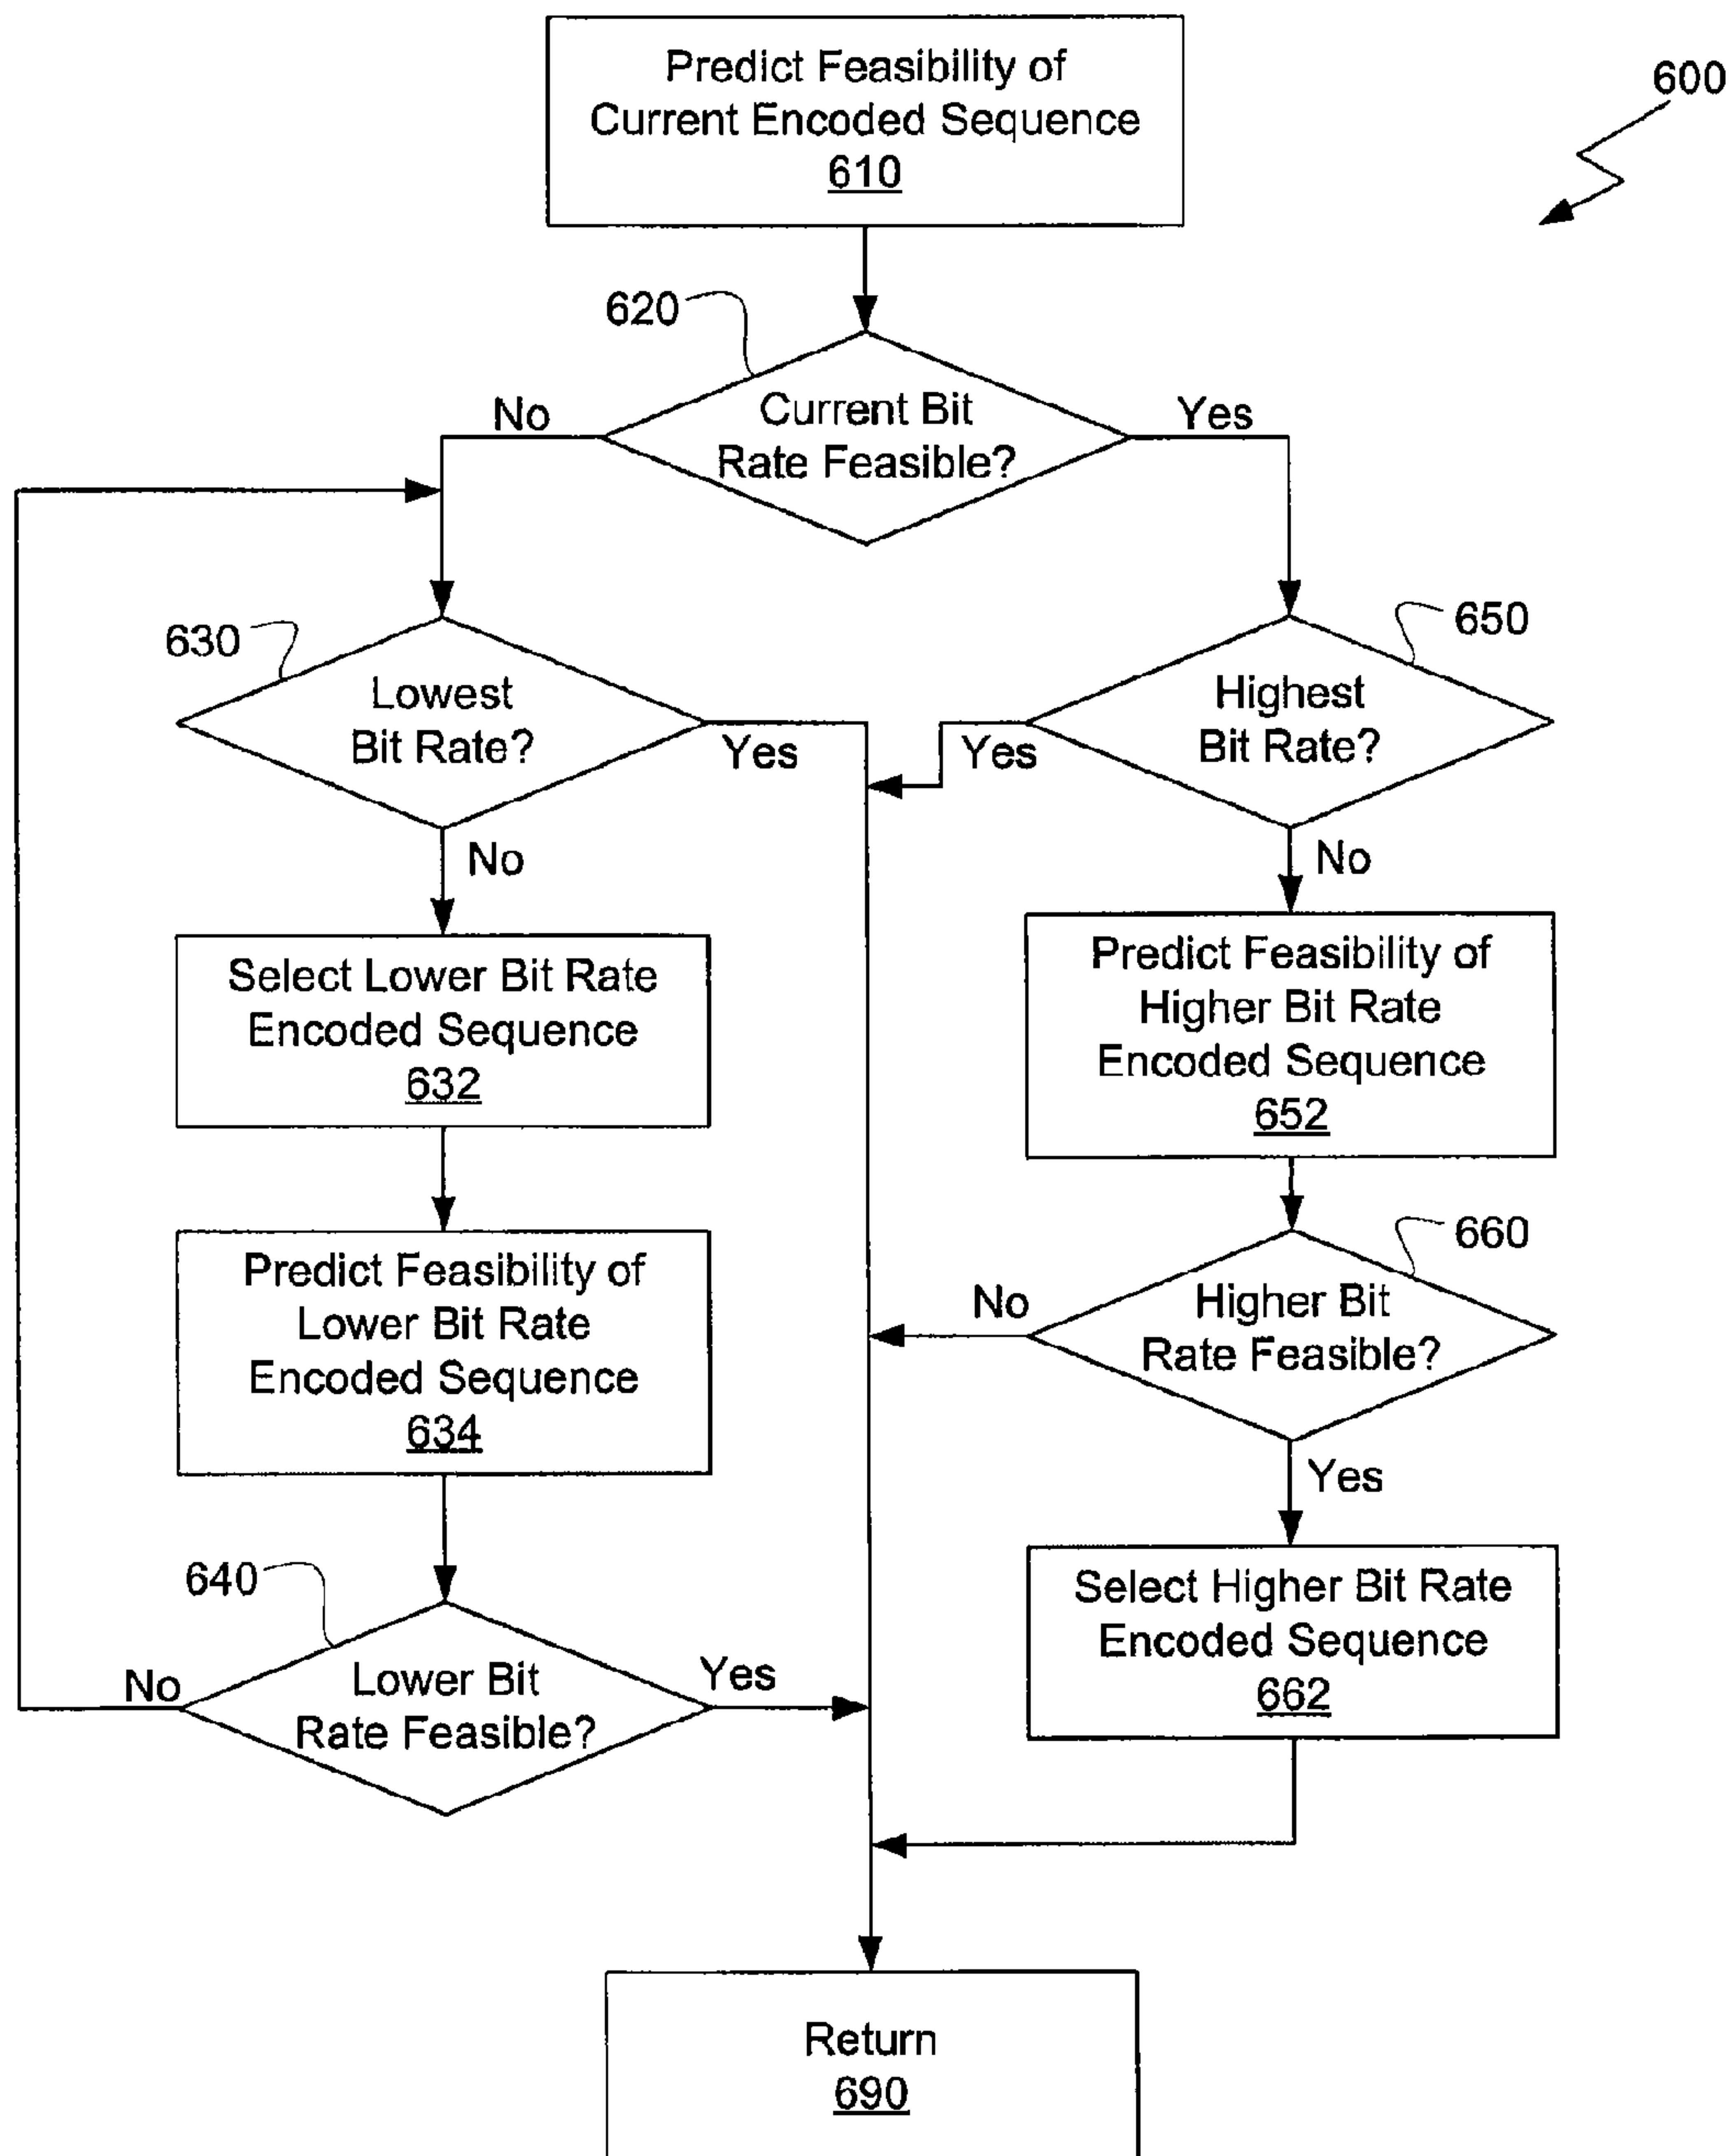 Predict Feasibility of
Current Encoded Sequence
610
600
620
Current Bit
Rate Feasible?
No
Yes
630
Lowest
Bit Rate?
Yes
No
650
Highest
Bit Rate?
Yes
No
Select Lower Bit Rate
Encoded Sequence
632
Predict Feasibility of
Higher Bit Rate
Encoded Sequence
652
Predict Feasibility of
Lower Bit Rate
Encoded Sequence
634
660
Higher Bit
Rate Feasible?
No
Yes
640
Lower Bit
Rate Feasible?
No
Yes
Select Higher Bit Rate
Encoded Sequence
662
Return
690